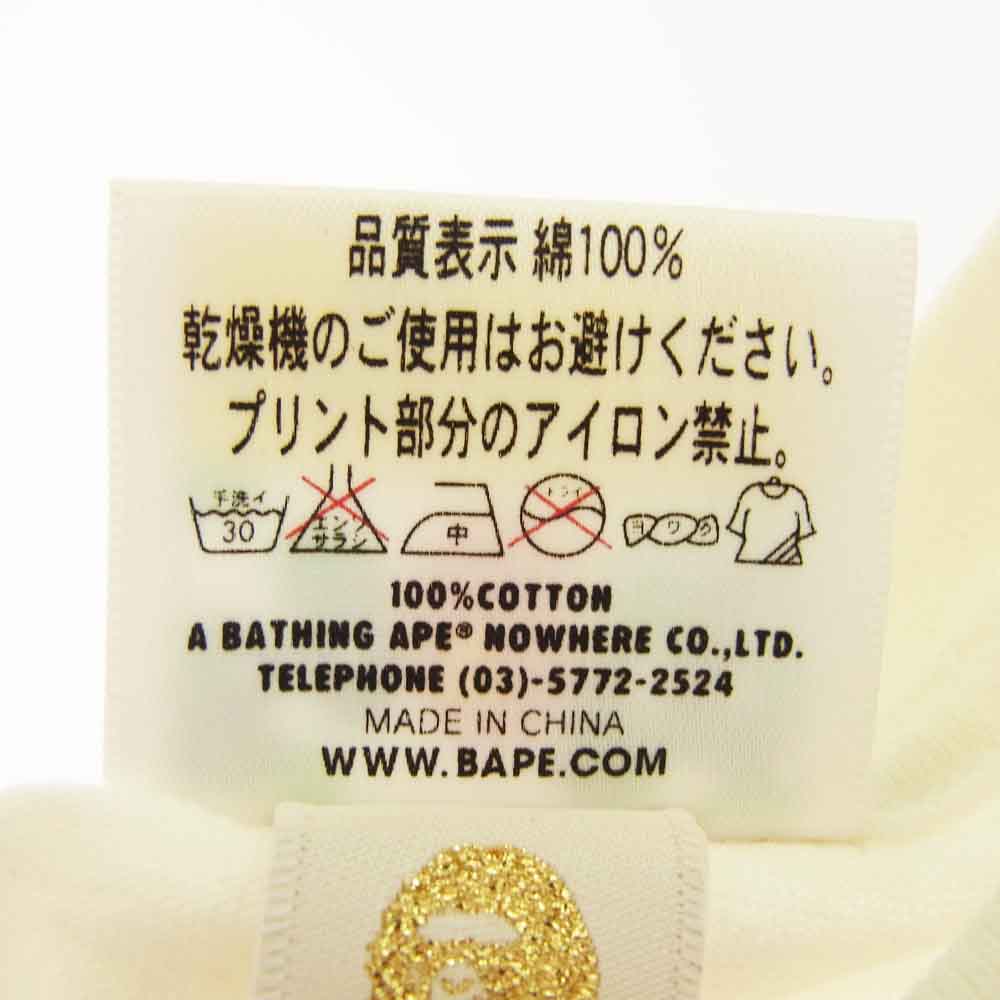 品質表示 綿100%
乾燥機のご使用はお避けください。
プリント部分のアイロン禁止。
手洗イ 30 エンソサラシ 中 ドライ ヨワク
100%COTTON
A BATHING APE® NOWHERE CO.,LTD.
TELEPHONE (03)-5772-2524
MADE IN CHINA
WWW.BAPE.COM